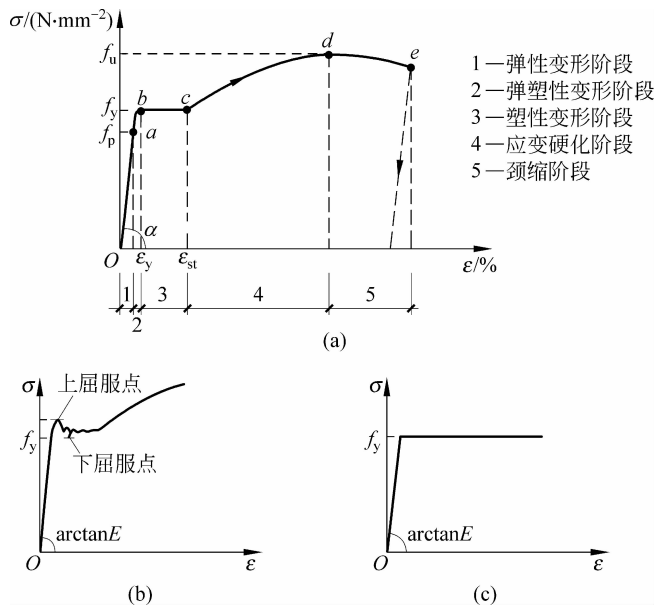 σ/(N·mm⁻²)
f_u
d
e
f_y
b
c
f_p
a
α
O
ε_y
ε_st
ε/%
1
2
3
4
5
1—弹性变形阶段
2—弹塑性变形阶段
3—塑性变形阶段
4—应变硬化阶段
5—颈缩阶段
(a)
σ
上屈服点
f_y
下屈服点
arctanE
O
ε
(b)
σ
f_y
arctanE
O
ε
(c)